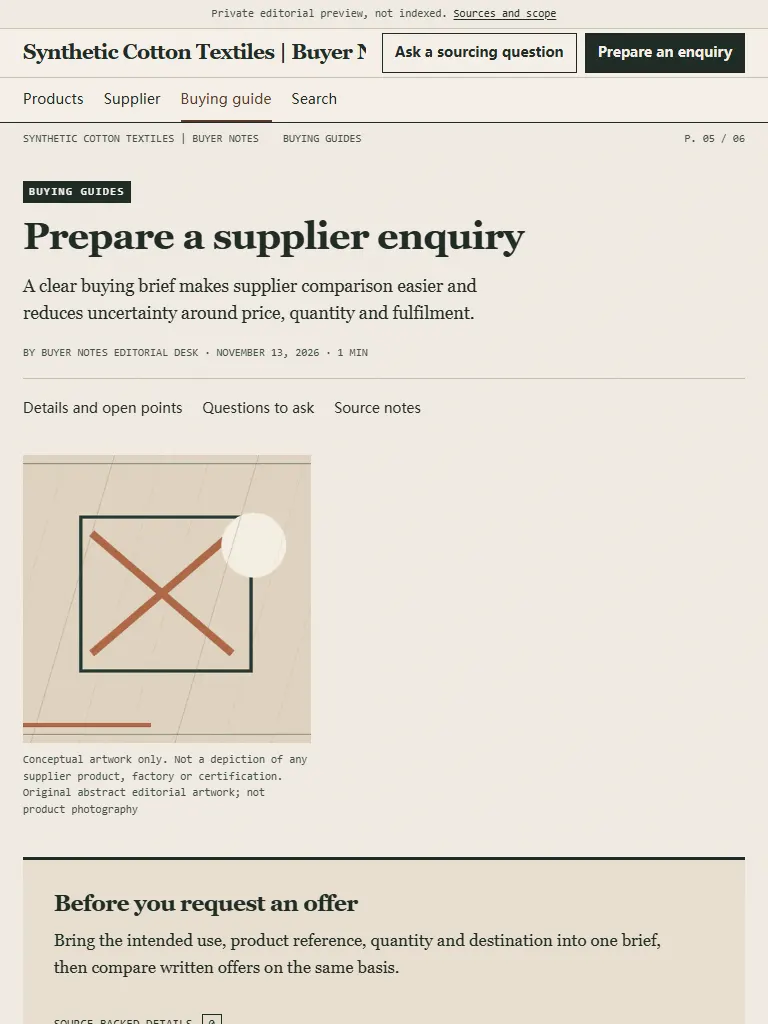 Private editorial preview, not indexed. Sources and scope
Synthetic Cotton Textiles | Buyer
Ask a sourcing question
Prepare an enquiry
Products Supplier Buying guide Search
SYNTHETIC COTTON TEXTILES | BUYER NOTES BUYING GUIDES P. 05 / 06
BUYING GUIDES
Prepare a supplier enquiry
A clear buying brief makes supplier comparison easier and
reduces uncertainty around price, quantity and fulfilment.
BY BUYER NOTES EDITORIAL DESK · NOVEMBER 13, 2026 · 1 MIN
Details and open points Questions to ask Source notes
Conceptual artwork only. Not a depiction of any
supplier product, factory or certification.
Original abstract editorial artwork; not
product photography
Before you request an offer
Bring the intended use, product reference, quantity and destination into one brief,
then compare written offers on the same basis.
SOURCE-BACKED DETAILS